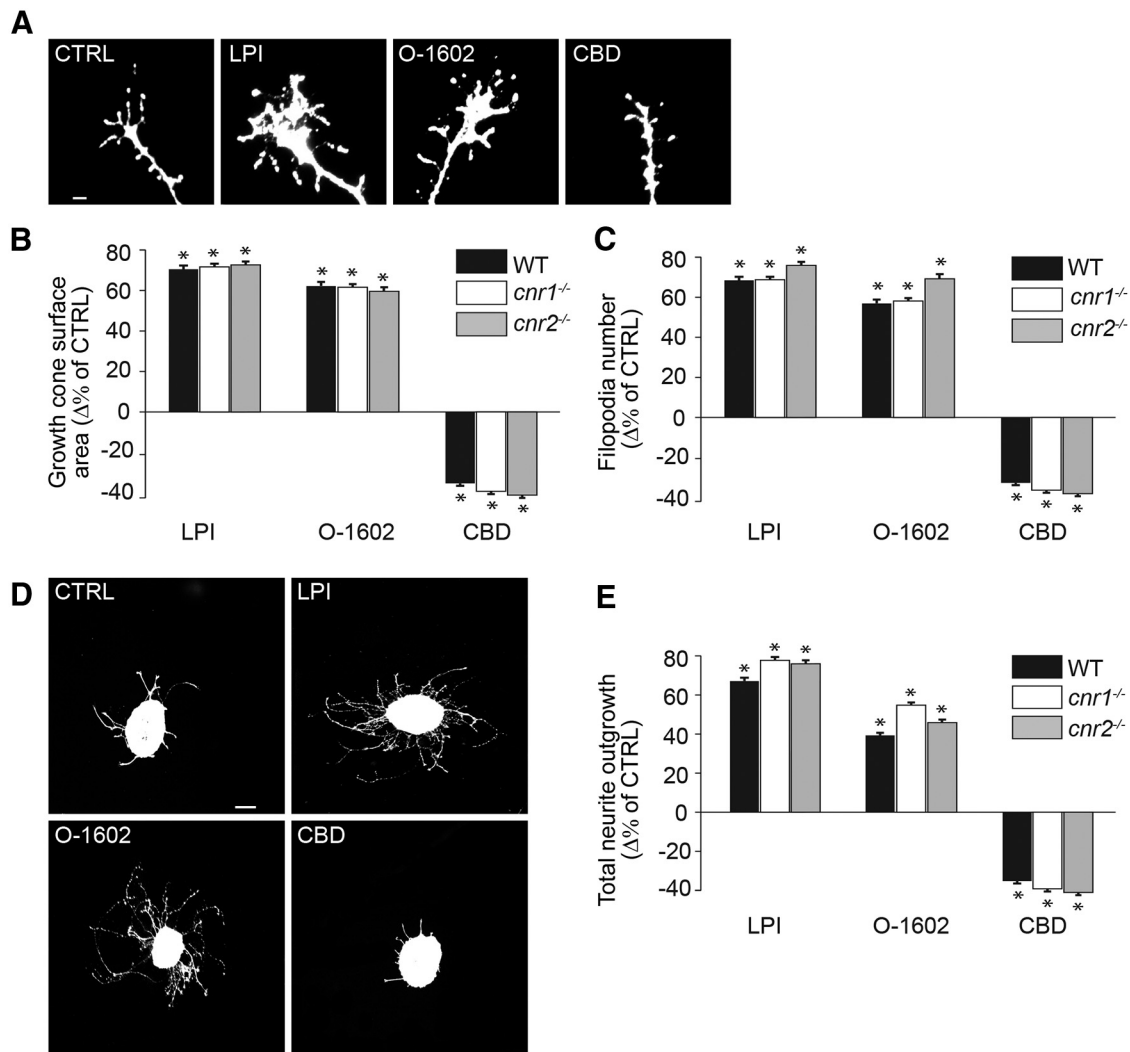 A
CTRL
LPI
O-1602
CBD
B
80
60
40
20
0
-20
-40
Growth cone surface
area (Δ% of CTRL)
* * *
* * *
* * *
LPI
O-1602
CBD
WT
cnr1-/-
cnr2-/-
C
80
60
40
20
0
-20
-40
Filopodia number
(Δ% of CTRL)
* * *
* * *
* * *
LPI
O-1602
CBD
WT
cnr1-/-
cnr2-/-
D
CTRL
LPI
O-1602
CBD
E
80
60
40
20
0
-20
-40
Total neurite outgrowth
(Δ% of CTRL)
* * *
* * *
* * *
LPI
O-1602
CBD
WT
cnr1-/-
cnr2-/-